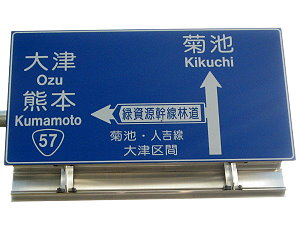 大津
Ozu
熊本
Kumamoto
57
菊池
Kikuchi
緑資源幹線林道
菊池・人吉線
大津区間